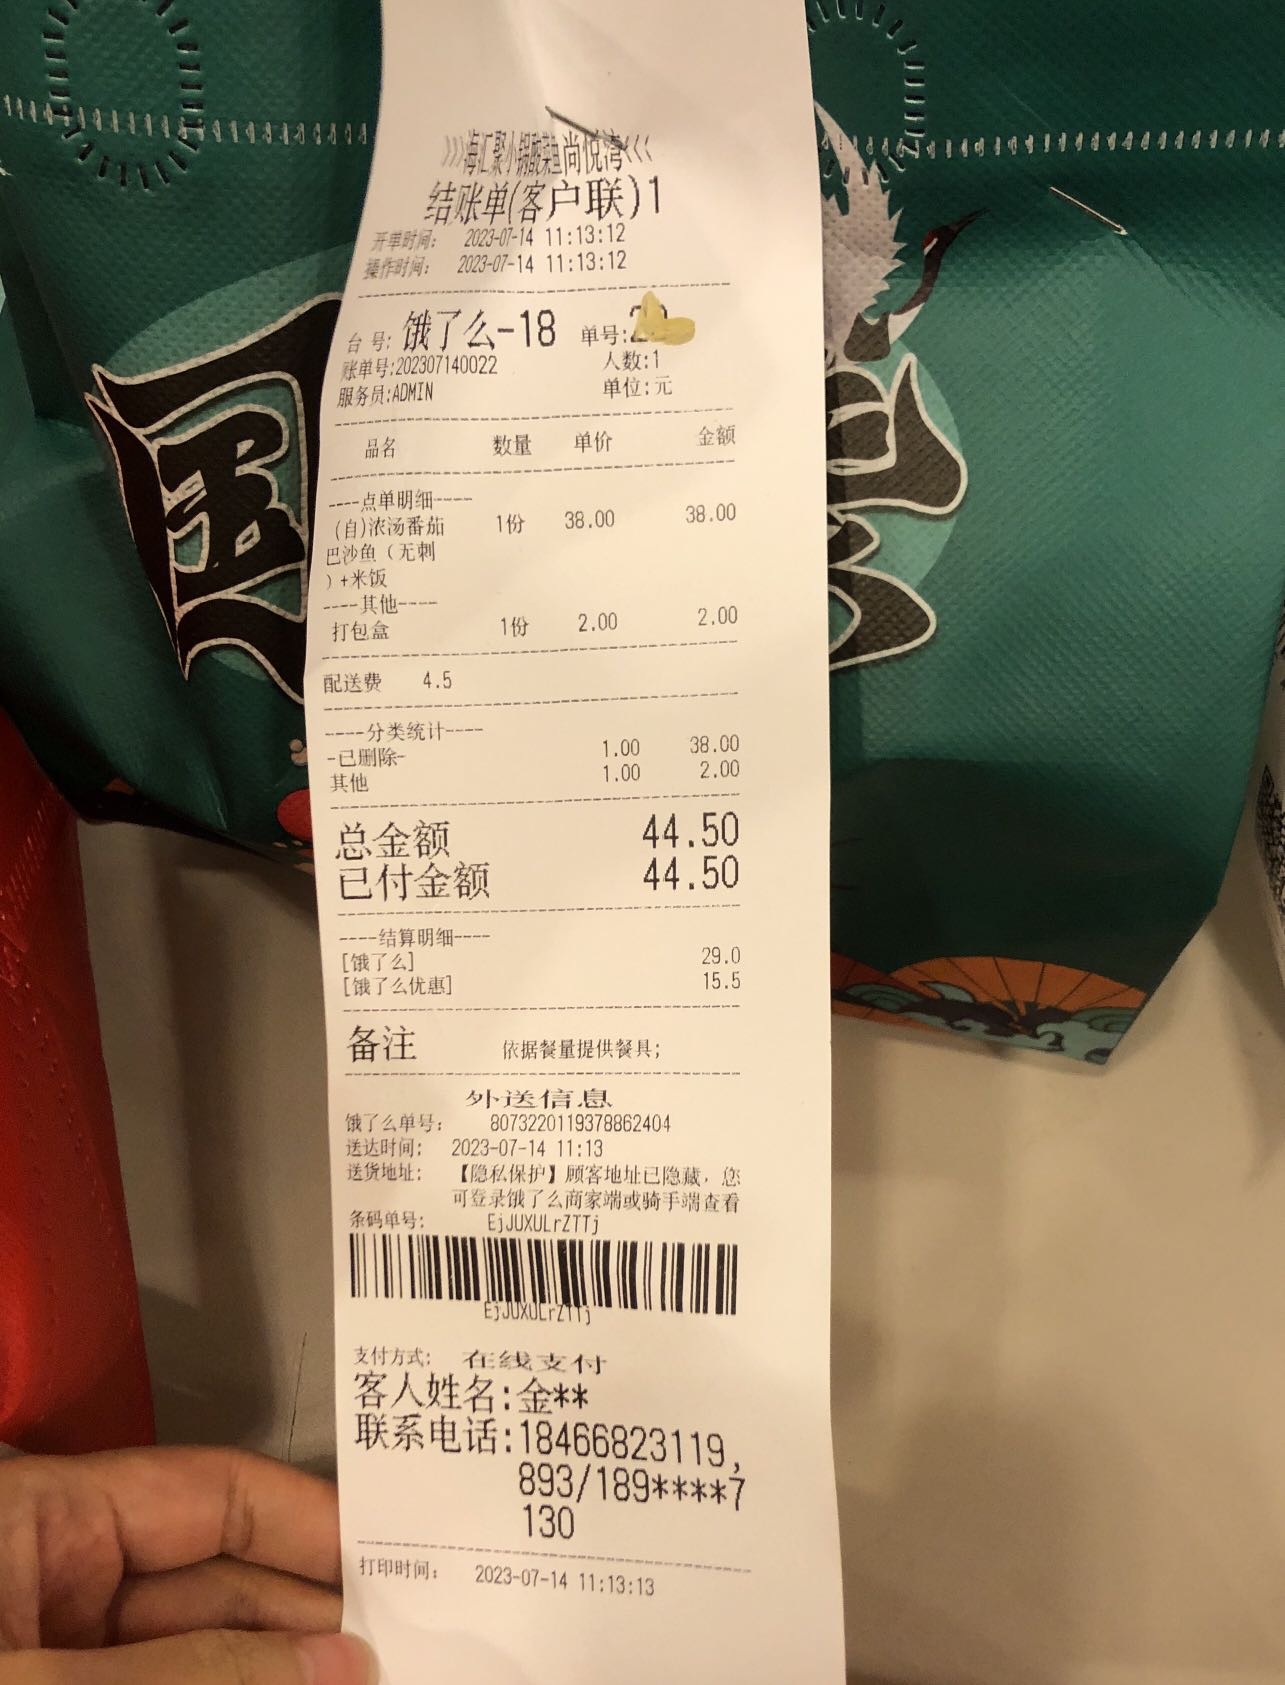 >>>海汇聚小锅酸菜鱼尚悦湾<<<
结账单(客户联)1
开单时间: 2023-07-14 11:13:12
操作时间: 2023-07-14 11:13:12
台号: 饿了么-18 单号:
账单号:202307140022 人数:1
服务员:ADMIN 单位:元
品名 数量 单价 金额
----点单明细----
(自)浓汤番茄 1份 38.00 38.00
巴沙鱼（无刺
）+米饭
----其他----
打包盒 1份 2.00 2.00
配送费 4.5
----分类统计----
-已删除- 1.00 38.00
其他 1.00 2.00
总金额 44.50
已付金额 44.50
----结算明细----
[饿了么] 29.0
[饿了么优惠] 15.5
备注 依据餐量提供餐具;
外送信息
饿了么单号: 8073220119378862404
送达时间: 2023-07-14 11:13
送货地址: 【隐私保护】顾客地址已隐藏，您
可登录饿了么商家端或骑手端查看
条码单号: EjJUXULrZTTj
EjJUXULrZTTj
支付方式: 在线支付
客人姓名:金**
联系电话:18466823119,
893/189****7
130
打印时间: 2023-07-14 11:13:13
国